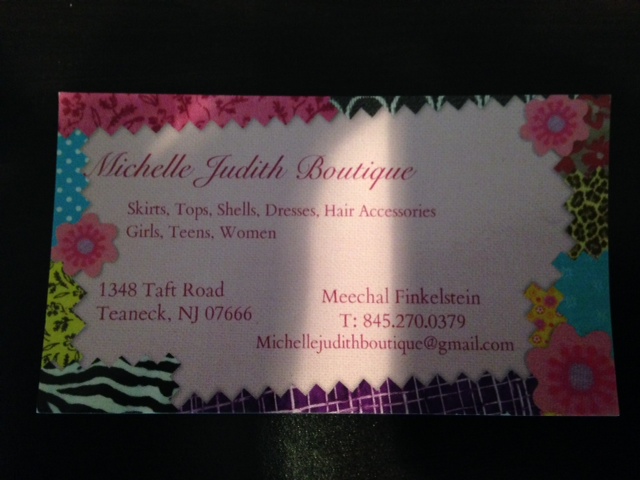 Michelle Judith Boutique
Skirts, Tops, Shells, Dresses, Hair Accessories
Girls, Teens, Women
1348 Taft Road
Teaneck, NJ 07666
Meechal Finkelstein
T: 845.270.0379
Michellejudithboutique@gmail.com